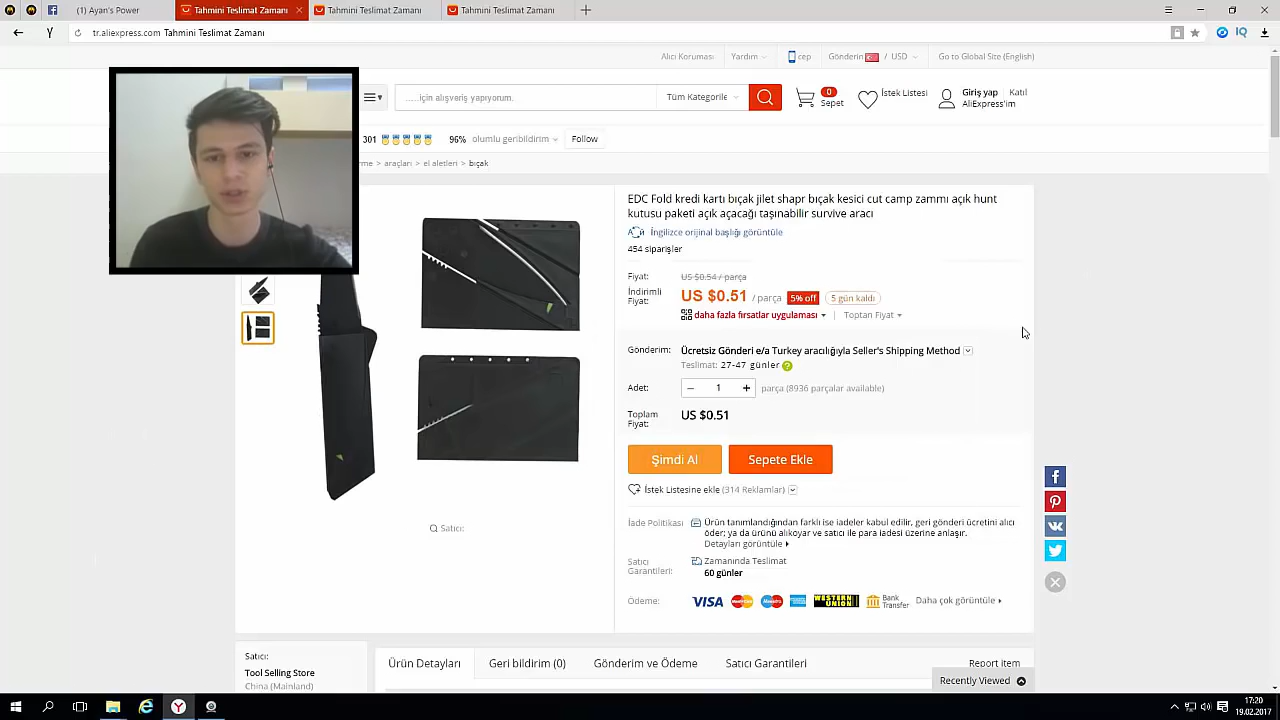 (1) Ayan's Power
Tahmini Teslimat Zamanı
Tahmini Teslimat Zamanı
Tahmini Teslimat Zamanı
tr.aliexpress.com Tahmini Teslimat Zamanı
Alıcı Koruması
Yardım
cep
Gönderin / USD
Go to Global Site (English)
.....için alışveriş yapıyorum.
Tüm Kategorile
0
Sepet
İstek Listesi
Giriş yap Katıl
AliExpress'im
301
96% olumlu geribildirim
Follow
rme > araçları > el aletleri > bıçak
EDC Fold kredi kartı bıçak jilet shapr bıçak kesici cut camp zammı açık hunt
kutusu paketi açık açacağı taşınabilir survive aracı
İngilizce orijinal başlığı görüntüle
454 siparişler
Fiyat: US $0.54 / parça
İndirimli
Fiyat:
US $0.51 / parça 5% off 5 gün kaldı
daha fazla fırsatlar uygulaması Toptan Fiyat
Gönderim: Ücretsiz Gönderi e/a Turkey aracılığıyla Seller's Shipping Method
Teslimat: 27-47 günler ?
Adet: − 1 + parça (8936 parçalar available)
Toplam
Fiyat:
US $0.51
Şimdi Al
Sepete Ekle
İstek Listesine ekle (314 Reklamlar)
Satıcı:
İade Politikası Ürün tanımlandığından farklı ise iadeler kabul edilir, geri gönderi ücretini alıcı
öder; ya da ürünü alıkoyar ve satıcı ile para iadesi üzerine anlaşır.
Detayları görüntüle
Satıcı
Garantileri:
Zamanında Teslimat
60 günler
Ödeme: VISA Maestro WESTERN UNION Bank
Transfer
Daha çok görüntüle
Satıcı:
Tool Selling Store
China (Mainland)
Ürün Detayları
Geri bildirim (0)
Gönderim ve Ödeme
Satıcı Garantileri
Report item
Recently Viewed
17:20
19.02.2017